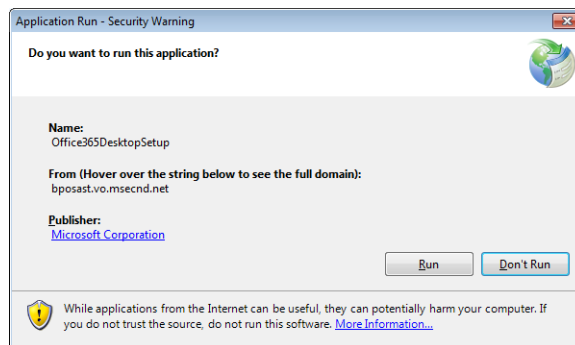 Application Run - Security Warning
Do you want to run this application?
Name:
Office365DesktopSetup
From (Hover over the string below to see the full domain):
bposast.vo.msecnd.net
Publisher:
Microsoft Corporation
Run Don't Run
While applications from the Internet can be useful, they can potentially harm your computer. If
you do not trust the source, do not run this software. More Information...